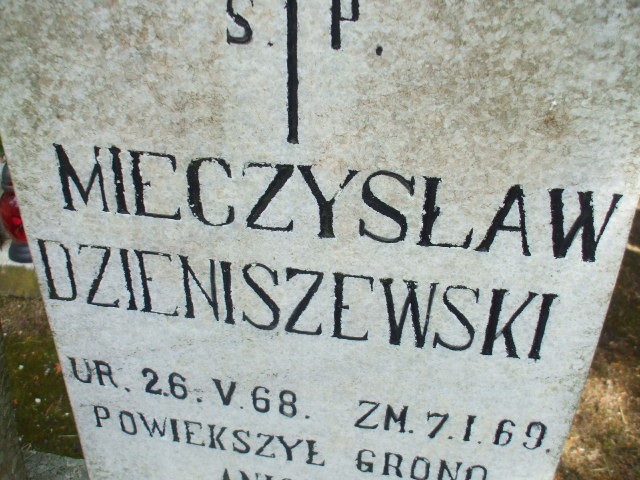 Ś. P.
MIECZYSŁAW
DZIENISZEWSKI
UR. 26.V.68. ZM. 7.I.69.
POWIEKSZYŁ GRONO